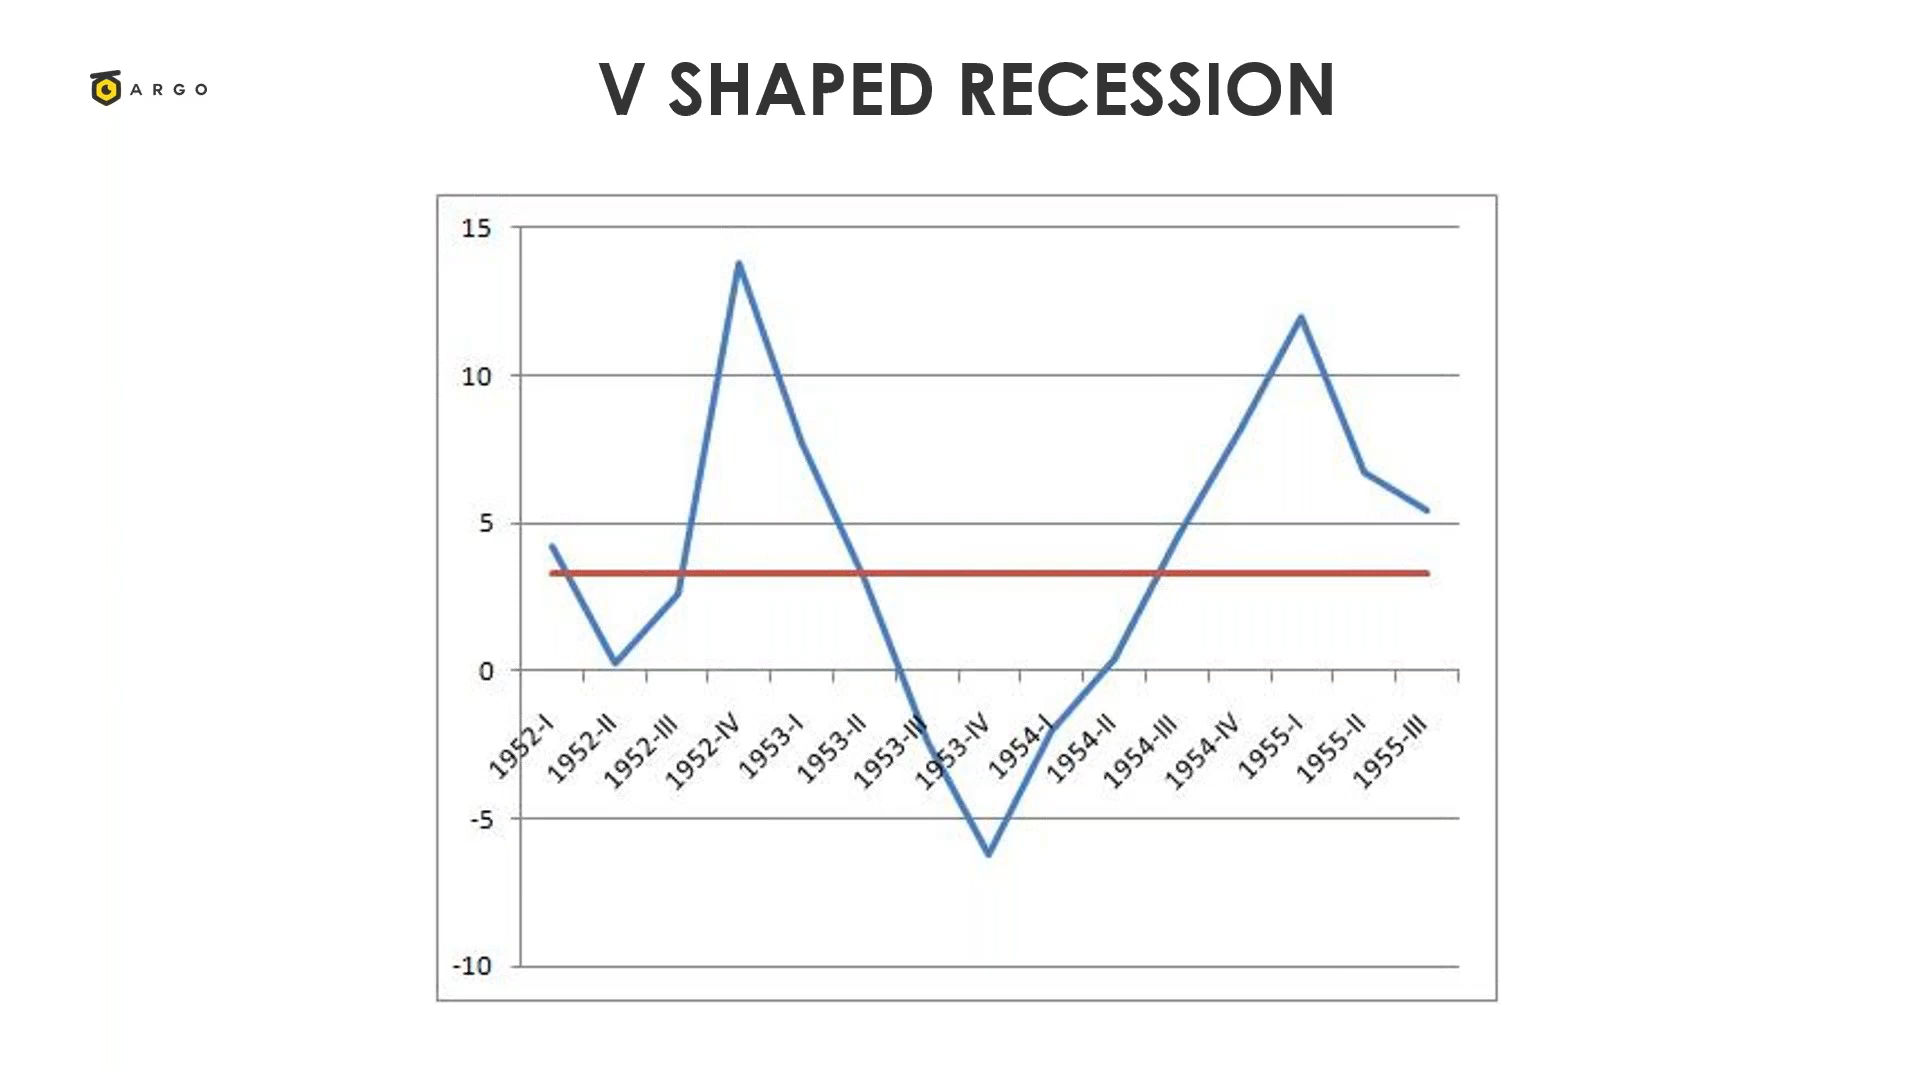 ARGO
V SHAPED RECESSION
15
10
5
0
-5
-10
1952-I
1952-II
1952-III
1952-IV
1953-I
1953-II
1953-III
1953-IV
1954-I
1954-II
1954-III
1954-IV
1955-I
1955-II
1955-III